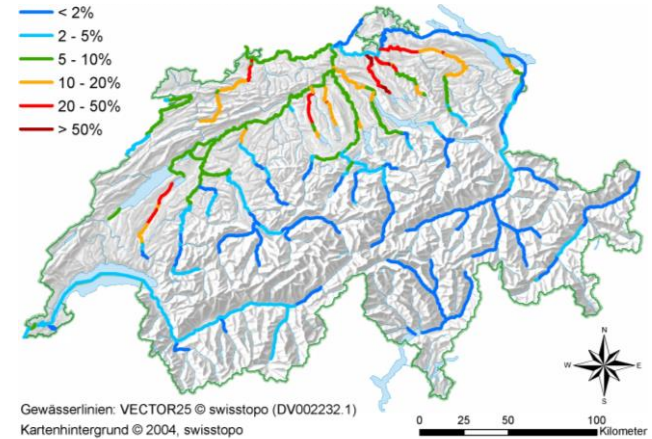 < 2%
2 - 5%
5 - 10%
10 - 20%
20 - 50%
> 50%
N
W E
S
Gewässerlinien: VECTOR25 © swisstopo (DV002232.1)
Kartenhintergrund © 2004, swisstopo
0 25 50 100
Kilometer